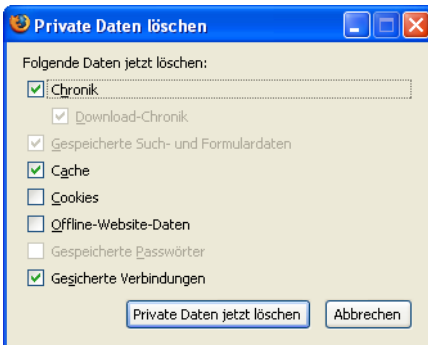 Private Daten löschen
Folgende Daten jetzt löschen:
Chronik
Download-Chronik
Gespeicherte Such- und Formulardaten
Cache
Cookies
Offline-Website-Daten
Gespeicherte Passwörter
Gesicherte Verbindungen
Private Daten jetzt löschen Abbrechen